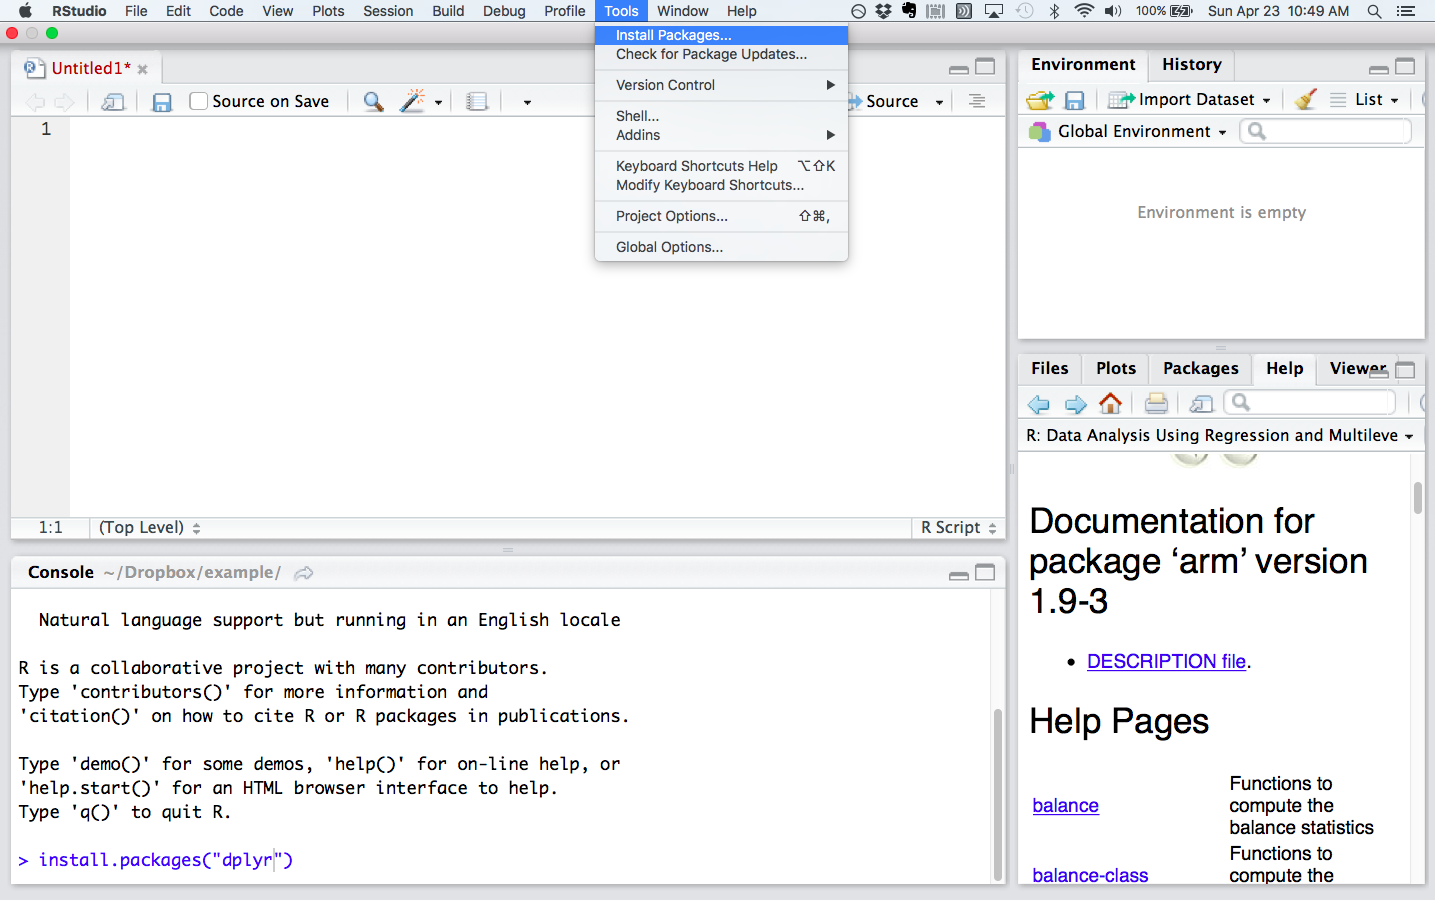 RStudio File Edit Code View Plots Session Build Debug Profile Tools Window Help 100% Sun Apr 23 10:49 AM
Install Packages...
Check for Package Updates...
Version Control
Shell...
Addins
Keyboard Shortcuts Help ⌥⇧K
Modify Keyboard Shortcuts...
Project Options... ⇧⌘,
Global Options...
Untitled1*
Source on Save
Source
1
1:1 (Top Level) R Script
Console ~/Dropbox/example/
Natural language support but running in an English locale
R is a collaborative project with many contributors.
Type 'contributors()' for more information and
'citation()' on how to cite R or R packages in publications.
Type 'demo()' for some demos, 'help()' for on-line help, or
'help.start()' for an HTML browser interface to help.
Type 'q()' to quit R.
> install.packages("dplyr")
Environment History
Import Dataset List
Global Environment
Environment is empty
Files Plots Packages Help Viewer
R: Data Analysis Using Regression and Multileve
Documentation for
package ‘arm’ version
1.9-3
• DESCRIPTION file.
Help Pages
balance
Functions to
compute the
balance statistics
balance-class
Functions to
compute the